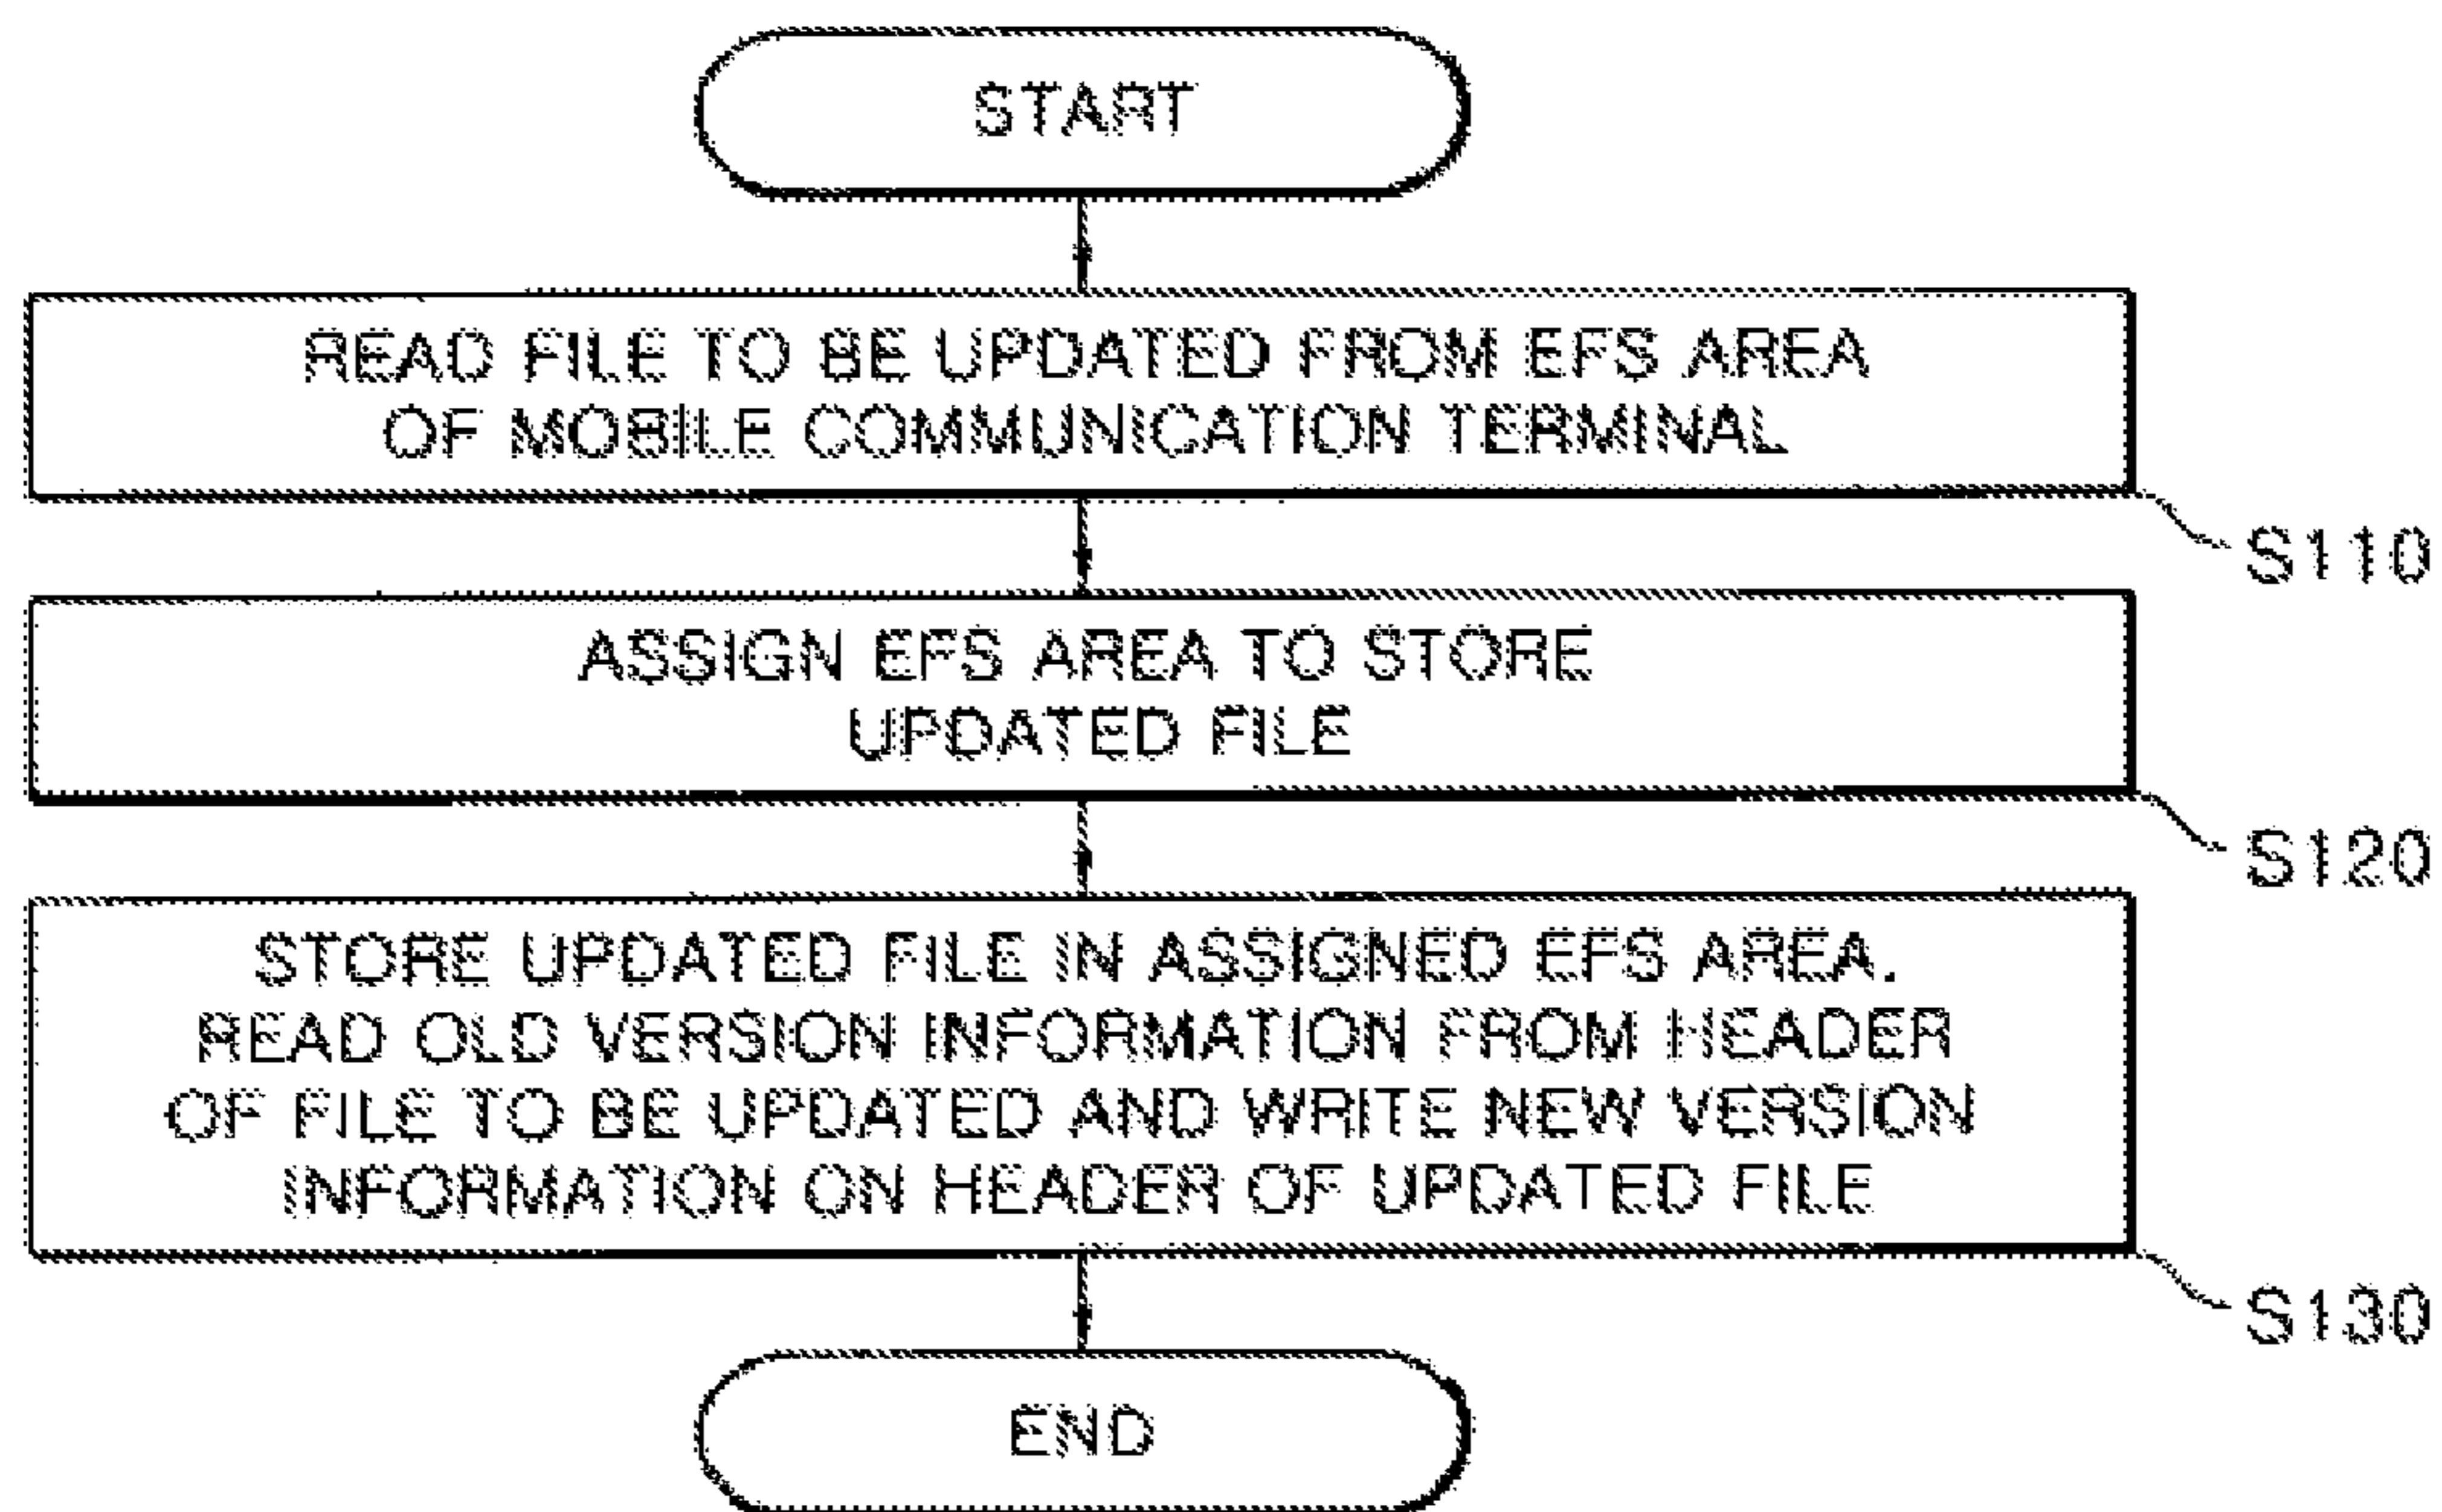 START
READ FILE TO BE UPDATED FROM EFS AREA
OF MOBILE COMMUNICATION TERMINAL
S110
ASSIGN EFS AREA TO STORE
UPDATED FILE
S120
STORE UPDATED FILE IN ASSIGNED EFS AREA.
READ OLD VERSION INFORMATION FROM HEADER
OF FILE TO BE UPDATED AND WRITE NEW VERSION
INFORMATION ON HEADER OF UPDATED FILE
S130
END